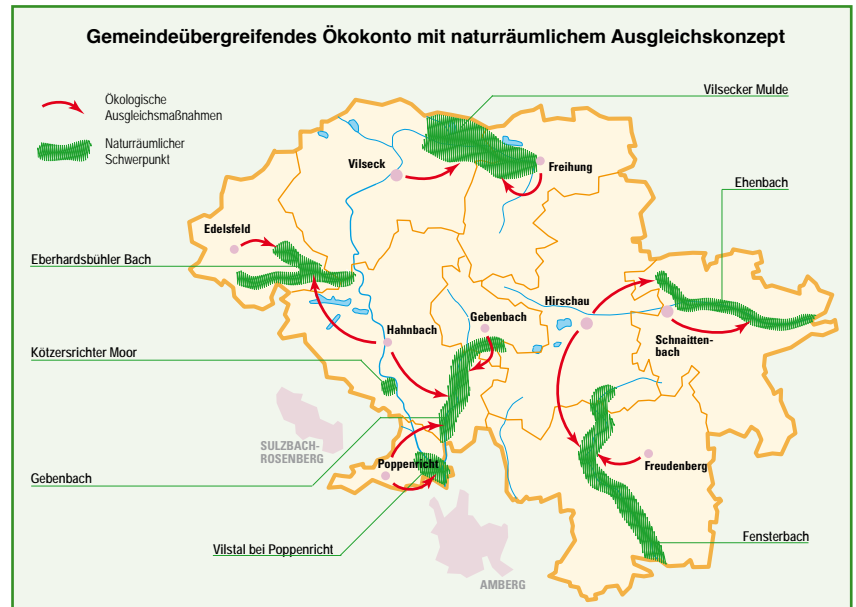 Gemeindeübergreifendes Ökokonto mit naturräumlichem Ausgleichskonzept
Ökologische
Ausgleichsmaßnahmen
Naturräumlicher
Schwerpunkt
Vilsecker Mulde
Vilseck
Freihung
Ehenbach
Edelsfeld
Eberhardsbühler Bach
Hirschau
Gebenbach
Hahnbach
Schnaitten-
bach
Kötzersrichter Moor
SULZBACH-
ROSENBERG
Poppenricht
Freudenberg
Gebenbach
Fensterbach
Vilstal bei Poppenricht
AMBERG